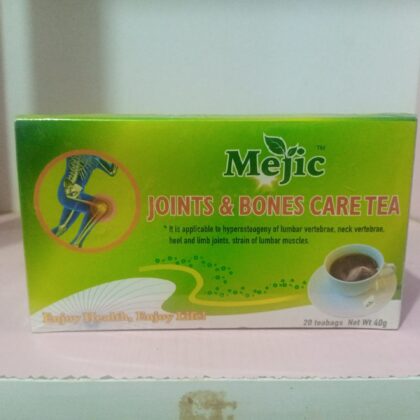 Mejic™
JOINTS & BONES CARE TEA
* It is applicable to hyperosteogeny of lumbar vertebrae, neck vertebrae,
heel and limb joints, strain of lumbar muscles.
Enjoy Health, Enjoy Life!
20 teabags Net Wt 40g